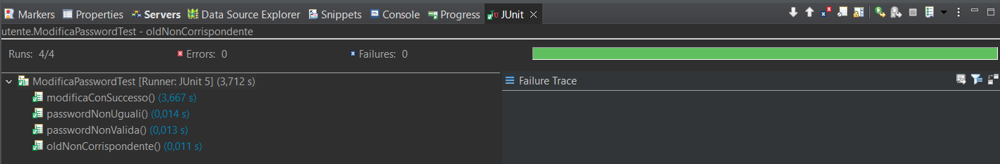 Markers Properties Servers Data Source Explorer Snippets Console Progress JUnit
utente.ModificaPasswordTest - oldNonCorrispondente
Runs: 4/4 Errors: 0 Failures: 0
ModificaPasswordTest [Runner: JUnit 5] (3,712 s) Failure Trace
modificaConSuccesso() (3,667 s)
passwordNonUguali() (0,014 s)
passwordNonValida() (0,013 s)
oldNonCorrispondente() (0,011 s)